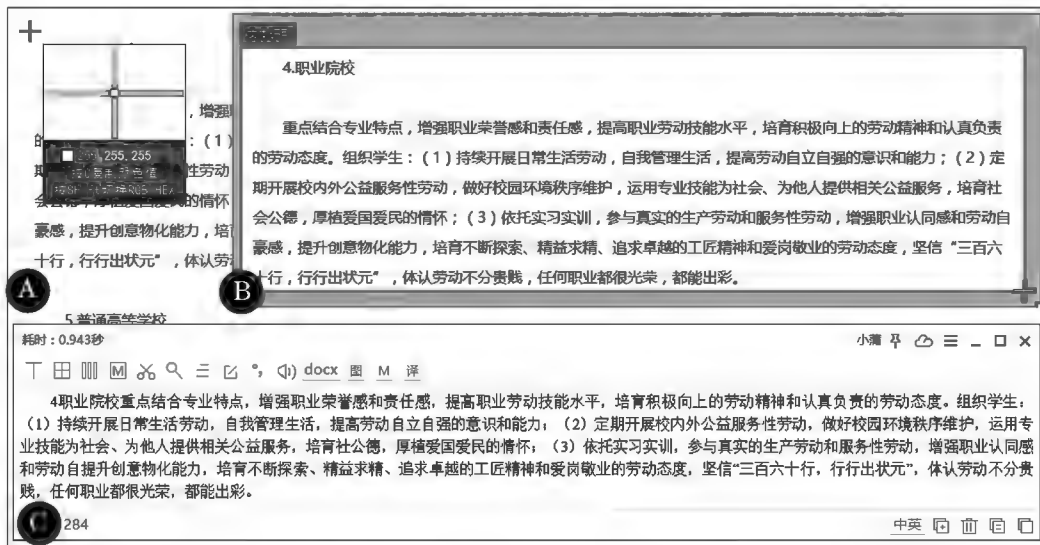 ，增强职
的
：（1）
255, 255
期
性劳动
会公德，厚植爱国爱民的情怀
豪感，提升创意物化能力，培育
十行，行行出状元”，体认劳动
A
5.普通高等学校
4.职业院校
重点结合专业特点，增强职业荣誉感和责任感，提高职业劳动技能水平，培育积极向上的劳动精神和认真负责
的劳动态度。组织学生：（1）持续开展日常生活劳动，自我管理生活，提高劳动自立自强的意识和能力；（2）定
期开展校内外公益服务性劳动，做好校园环境秩序维护，运用专业技能为社会、为他人提供相关公益服务，培育社
会公德，厚植爱国爱民的情怀；（3）依托实习实训，参与真实的生产劳动和服务性劳动，增强职业认同感和劳动自
豪感，提升创意物化能力，培育不断探索、精益求精、追求卓越的工匠精神和爱岗敬业的劳动态度，坚信“三百六
十行，行行出状元”，体认劳动不分贵贱，任何职业都很光荣，都能出彩。
B
耗时：0.943秒
小蒲
M docx 图 M 译
4职业院校重点结合专业特点，增强职业荣誉感和责任感，提高职业劳动技能水平，培育积极向上的劳动精神和认真负责的劳动态度。组织学生：
（1）持续开展日常生活劳动，自我管理生活，提高劳动自立自强的意识和能力；（2）定期开展校内外公益服务性劳动，做好校园环境秩序维护，运用专
业技能为社会、为他人提供相关公益服务，培育社公德，厚植爱国爱民的情怀；（3）依托实习实训，参与真实的生产劳动和服务性劳动，增强职业认同感
和劳动自提升创意物化能力，培育不断探索、精益求精、追求卓越的工匠精神和爱岗敬业的劳动态度，坚信“三百六十行，行行出状元”，体认劳动不分贵
贱，任何职业都很光荣，都能出彩。
C
284
中英